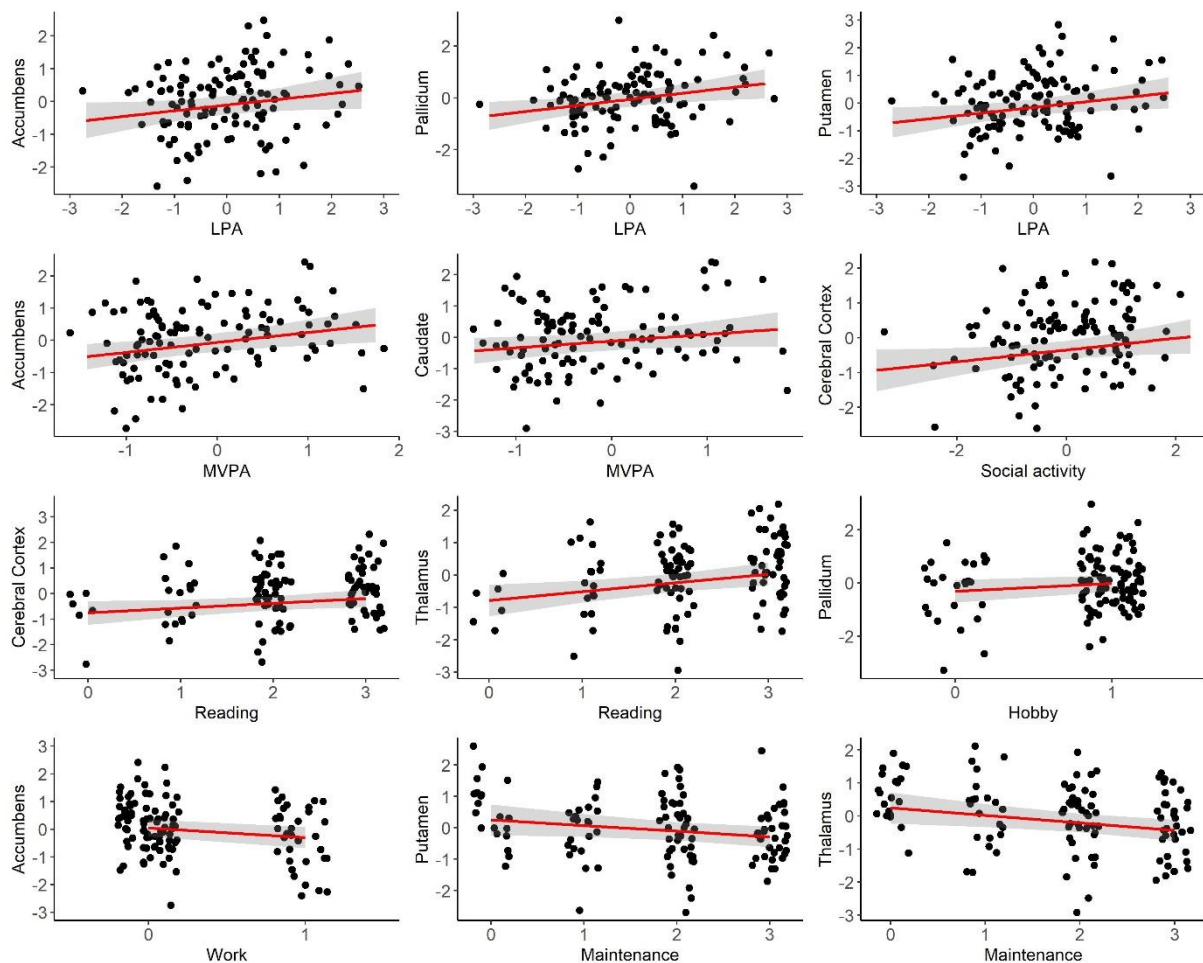 Accumbens
2
1
0
-1
-2
-3 -2 -1 0 1 2 3
LPA
Pallidum
2
0
-2
-3 -2 -1 0 1 2 3
LPA
Putamen
3
2
1
0
-1
-2
-3
-3 -2 -1 0 1 2 3
LPA
Accumbens
2
1
0
-1
-2
-1 0 1 2
MVPA
Caudate
2
1
0
-1
-2
-3
-1 0 1 2
MVPA
Cerebral Cortex
2
1
0
-1
-2
-2 0 2
Social activity
Cerebral Cortex
3
2
1
0
-1
-2
-3
0 1 2 3
Reading
Thalamus
2
1
0
-1
-2
-3
0 1 2 3
Reading
Pallidum
2
0
-2
0 1
Hobby
Accumbens
3
2
1
0
-1
-2
-3
0 1
Work
Putamen
2
1
0
-1
-2
0 1 2 3
Maintenance
Thalamus
2
1
0
-1
-2
-3
0 1 2 3
Maintenance